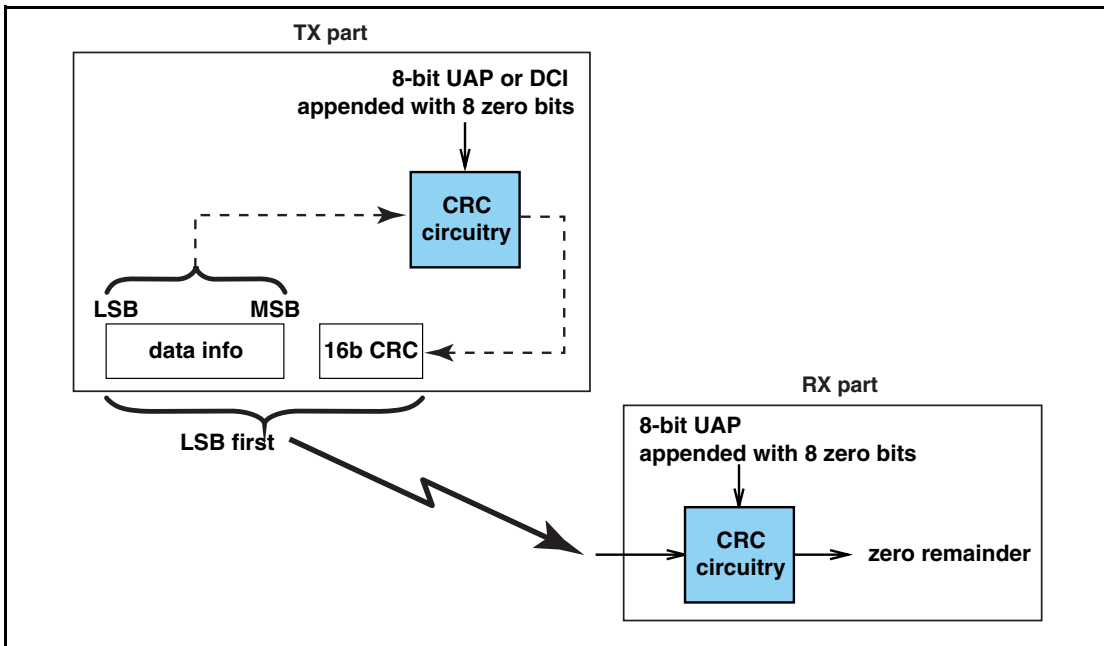 TX part
8-bit UAP or DCI
appended with 8 zero bits
CRC
circuitry
LSB
MSB
data info
16b CRC
LSB first
RX part
8-bit UAP
appended with 8 zero bits
CRC
circuitry
zero remainder